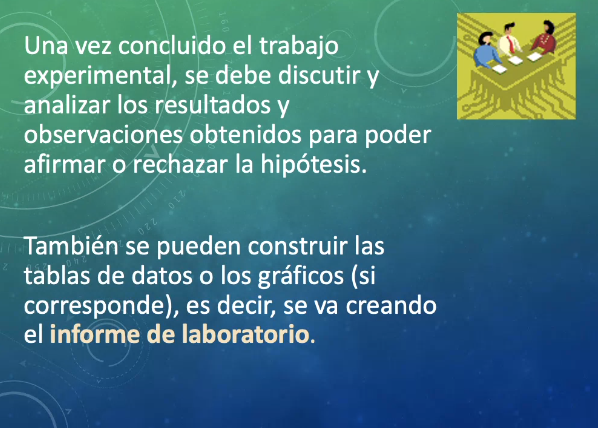 Una vez concluido el trabajo
experimental, se debe discutir y
analizar los resultados y
observaciones obtenidos para poder
afirmar o rechazar la hipótesis.
También se pueden construir las
tablas de datos o los gráficos (si
corresponde), es decir, se va creando
el informe de laboratorio.